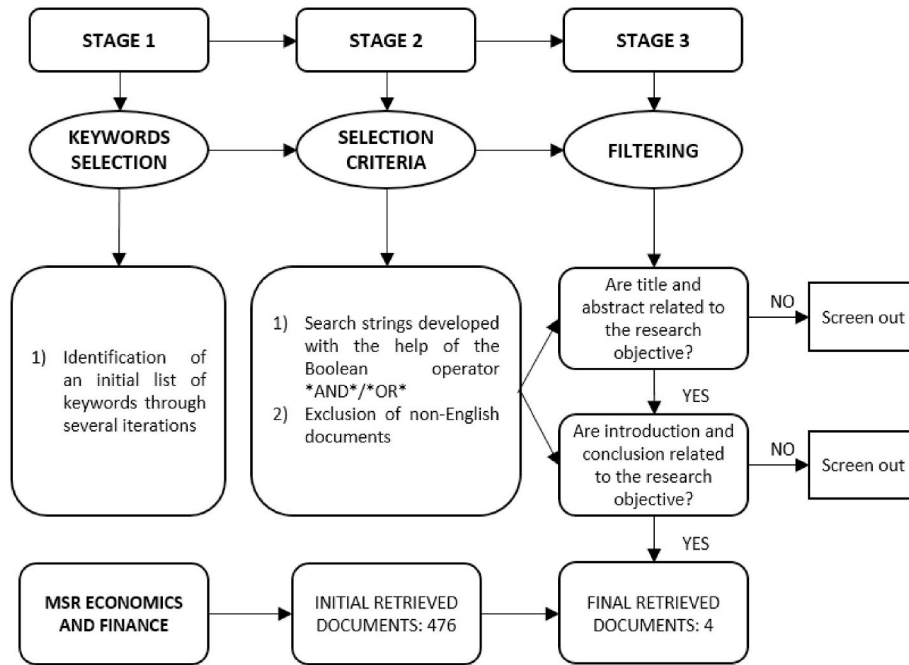 STAGE 1
STAGE 2
STAGE 3
KEYWORDS
SELECTION
SELECTION
CRITERIA
FILTERING
1) Identification of
an initial list of
keywords through
several iterations
1) Search strings developed
with the help of the
Boolean operator
*AND*/*OR*
2) Exclusion of non-English
documents
Are title and
abstract related to
the research
objective?
NO
Screen out
YES
Are introduction and
conclusion related
to the research
objective?
NO
Screen out
YES
MSR ECONOMICS
AND FINANCE
INITIAL RETRIEVED
DOCUMENTS: 476
FINAL RETRIEVED
DOCUMENTS: 4